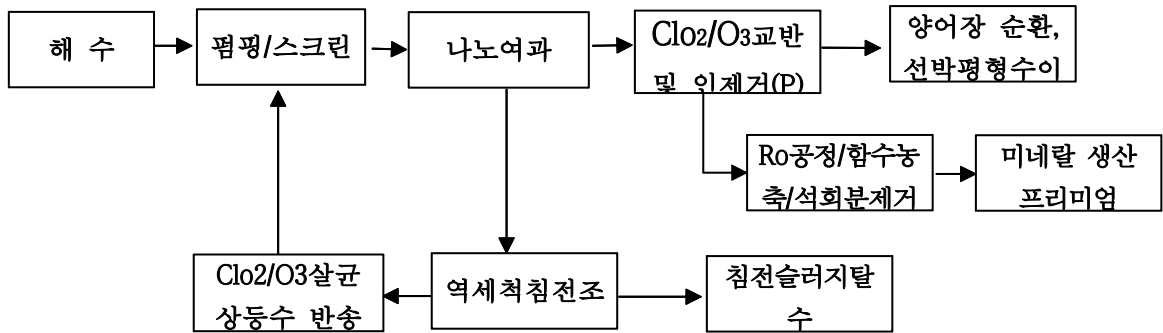 해 수
펌핑/스크린
나노여과
Clo2/O3교반
및 인제거(P)
양어장 순환,
선박평형수이
Ro공정/함수농
축/석회분제거
미네랄 생산
프리미엄
Clo2/O3살균
상등수 반송
역세척침전조
침전슬러지탈
수